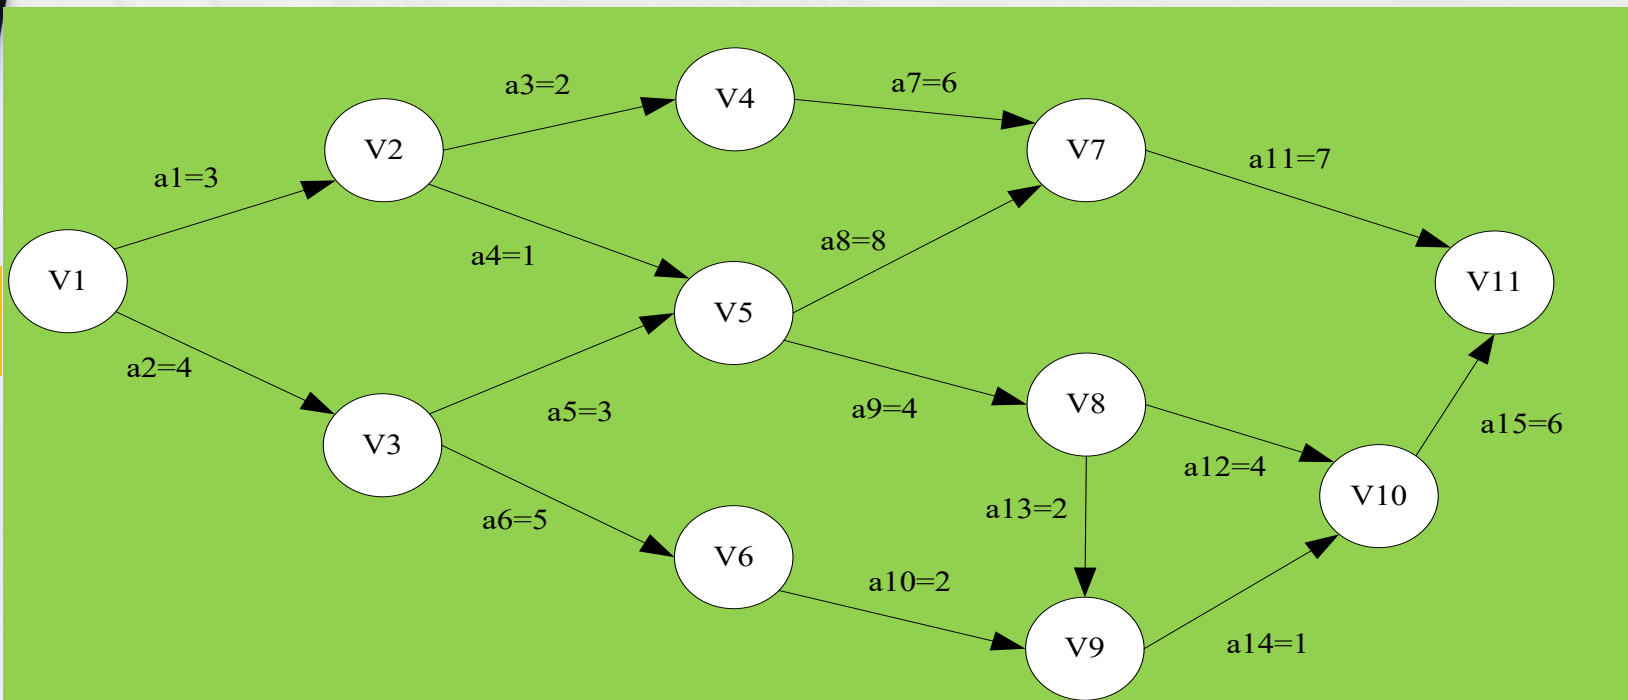 a3=2
V4
a7=6
V2
V7
a1=3
a11=7
a4=1
a8=8
V1
V5
V11
a2=4
a5=3
a9=4
V8
a15=6
V3
a12=4
a6=5
a13=2
V10
V6
a10=2
V9
a14=1